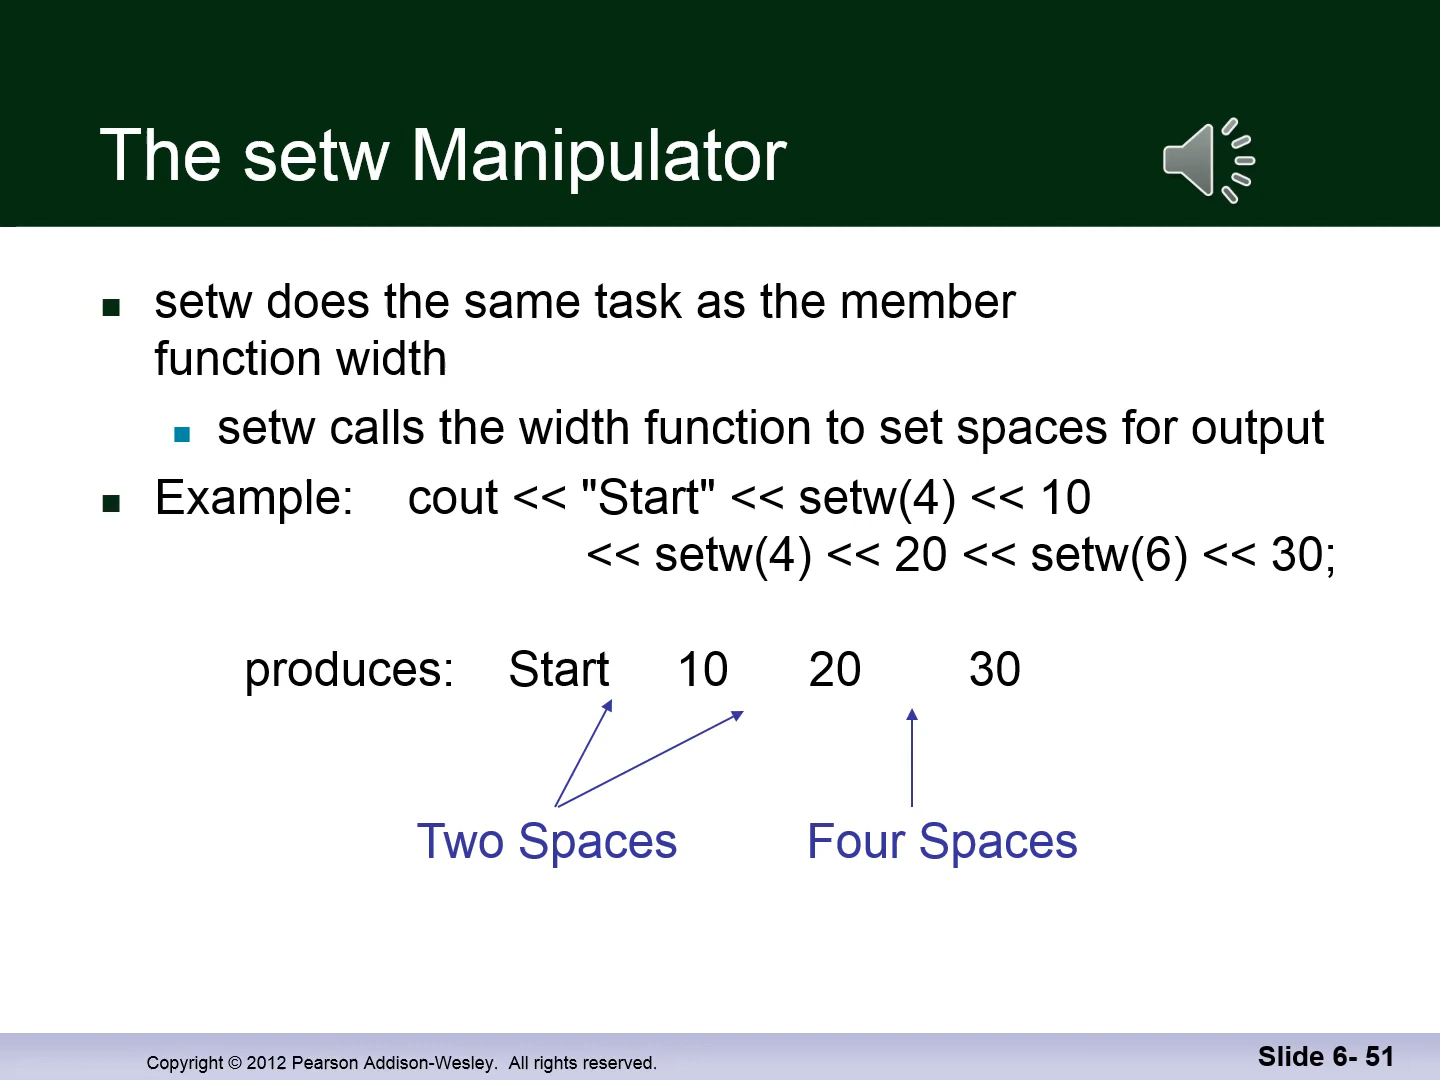 The setw Manipulator
setw does the same task as the member
function width
setw calls the width function to set spaces for output
Example: cout << "Start" << setw(4) << 10
<< setw(4) << 20 << setw(6) << 30;
produces: Start 10 20 30
Two Spaces Four Spaces
Copyright © 2012 Pearson Addison-Wesley. All rights reserved.
Slide 6- 51